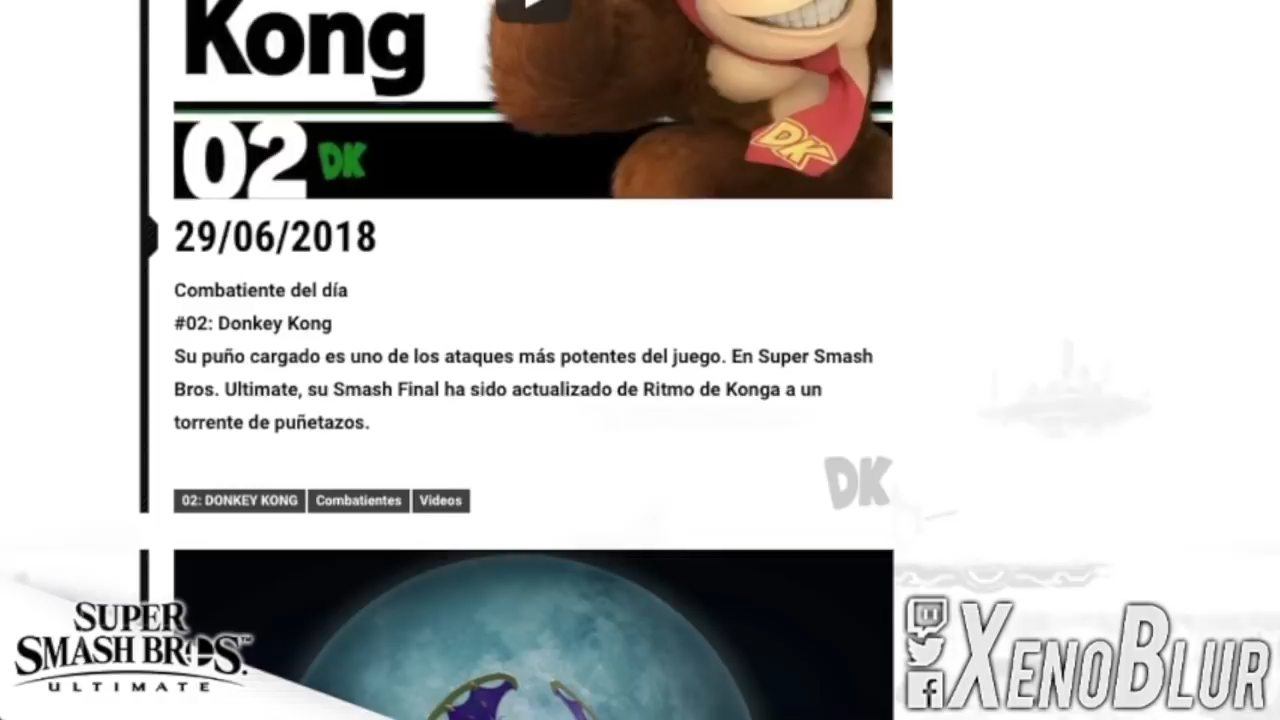 Kong
DK
02 DK
29/06/2018
Combatiente del día
#02: Donkey Kong
Su puño cargado es uno de los ataques más potentes del juego. En Super Smash
Bros. Ultimate, su Smash Final ha sido actualizado de Ritmo de Konga a un
torrente de puñetazos.
DK
02: DONKEY KONG Combatientes Videos
SUPER
SMASH BROS.™
ULTIMATE
XENOBLUR